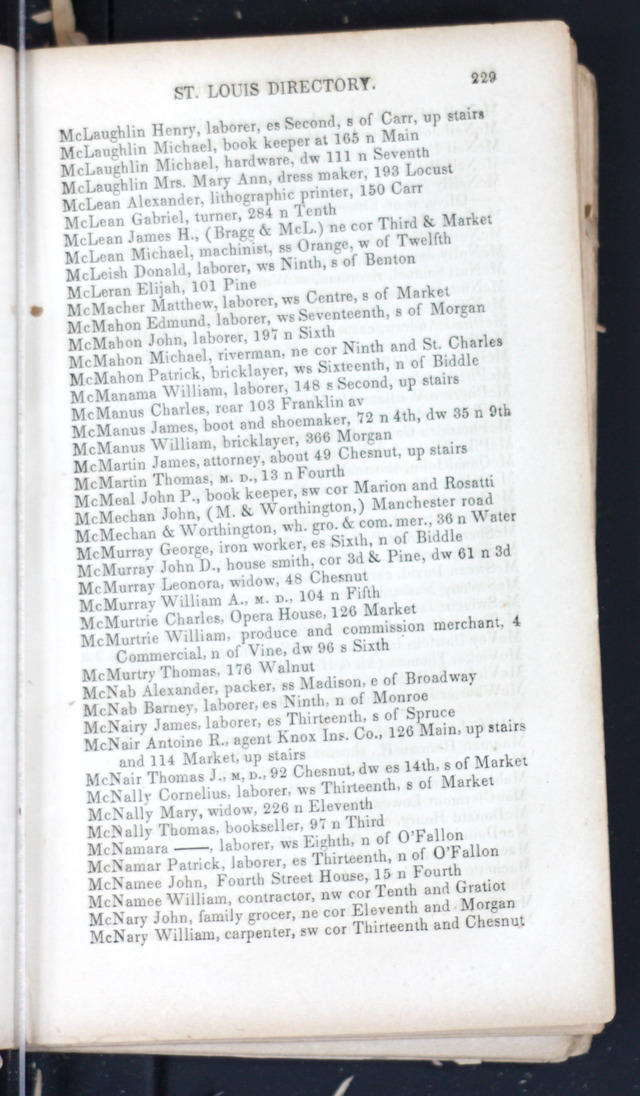 ST. LOUIS DIRECTORY. 229
McLaughlin Henry, laborer, es Second, s of Carr, up stairs
McLaughlin Michael, book keeper at 165 n Main
McLaughlin Michael, hardware, dw 111 n Seventh
McLaughlin Mrs. Mary Ann, dress maker, 193 Locust
McLean Alexander, lithographic printer, 150 Carr
McLean Gabriel, turner, 284 n Tenth
McLean James H., (Bragg & McL.) ne cor Third & Market
McLean Michael, machinist, ss Orange, w of Twelfth
McLeish Donald, laborer, ws Ninth, s of Benton
McLeran Elijah, 101 Pine
McMacher Matthew, laborer, ws Centre, s of Market
McMahon Edmund, laborer, ws Seventeenth, s of Morgan
McMahon John, laborer, 197 n Sixth
McMahon Michael, riverman, ne cor Ninth and St. Charles
McMahon Patrick, bricklayer, ws Sixteenth, n of Biddle
McManama William, laborer, 148 s Second, up stairs
McManus Charles, rear 103 Franklin av
McManus James, boot and shoemaker, 72 n 4th, dw 35 n 9th
McManus William, bricklayer, 366 Morgan
McMartin James, attorney, about 49 Chesnut, up stairs
McMartin Thomas, M. D., 13 n Fourth
McMeal John P., book keeper, sw cor Marion and Rosatti
McMechan John, (M. & Worthington,) Manchester road
McMechan & Worthington, wh. gro. & com. mer., 36 n Water
McMurray George, iron worker, es Sixth, n of Biddle
McMurray John D., house smith, cor 3d & Pine, dw 61 n 3d
McMurray Leonora, widow, 48 Chesnut
McMurray William A., M. D., 104 n Fifth
McMurtrie Charles, Opera House, 126 Market
McMurtrie William, produce and commission merchant, 4
Commercial, n of Vine, dw 96 s Sixth
McMurtry Thomas, 176 Walnut
McNab Alexander, packer, ss Madison, e of Broadway
McNab Barney, laborer, es Ninth, n of Monroe
McNairy James, laborer, es Thirteenth, s of Spruce
McNair Antoine R., agent Knox Ins. Co., 126 Main, up stairs
and 114 Market, up stairs
McNair Thomas J., M, D., 92 Chesnut, dw es 14th, s of Market
McNally Cornelius, laborer, ws Thirteenth, s of Market
McNally Mary, widow, 226 n Eleventh
McNally Thomas, bookseller, 97 n Third
McNamara ——, laborer, ws Eighth, n of O'Fallon
McNamar Patrick, laborer, es Thirteenth, n of O'Fallon
McNamee John, Fourth Street House, 15 n Fourth
McNamee William, contractor, nw cor Tenth and Gratiot
McNary John, family grocer, ne cor Eleventh and Morgan
McNary William, carpenter, sw cor Thirteenth and Chesnut